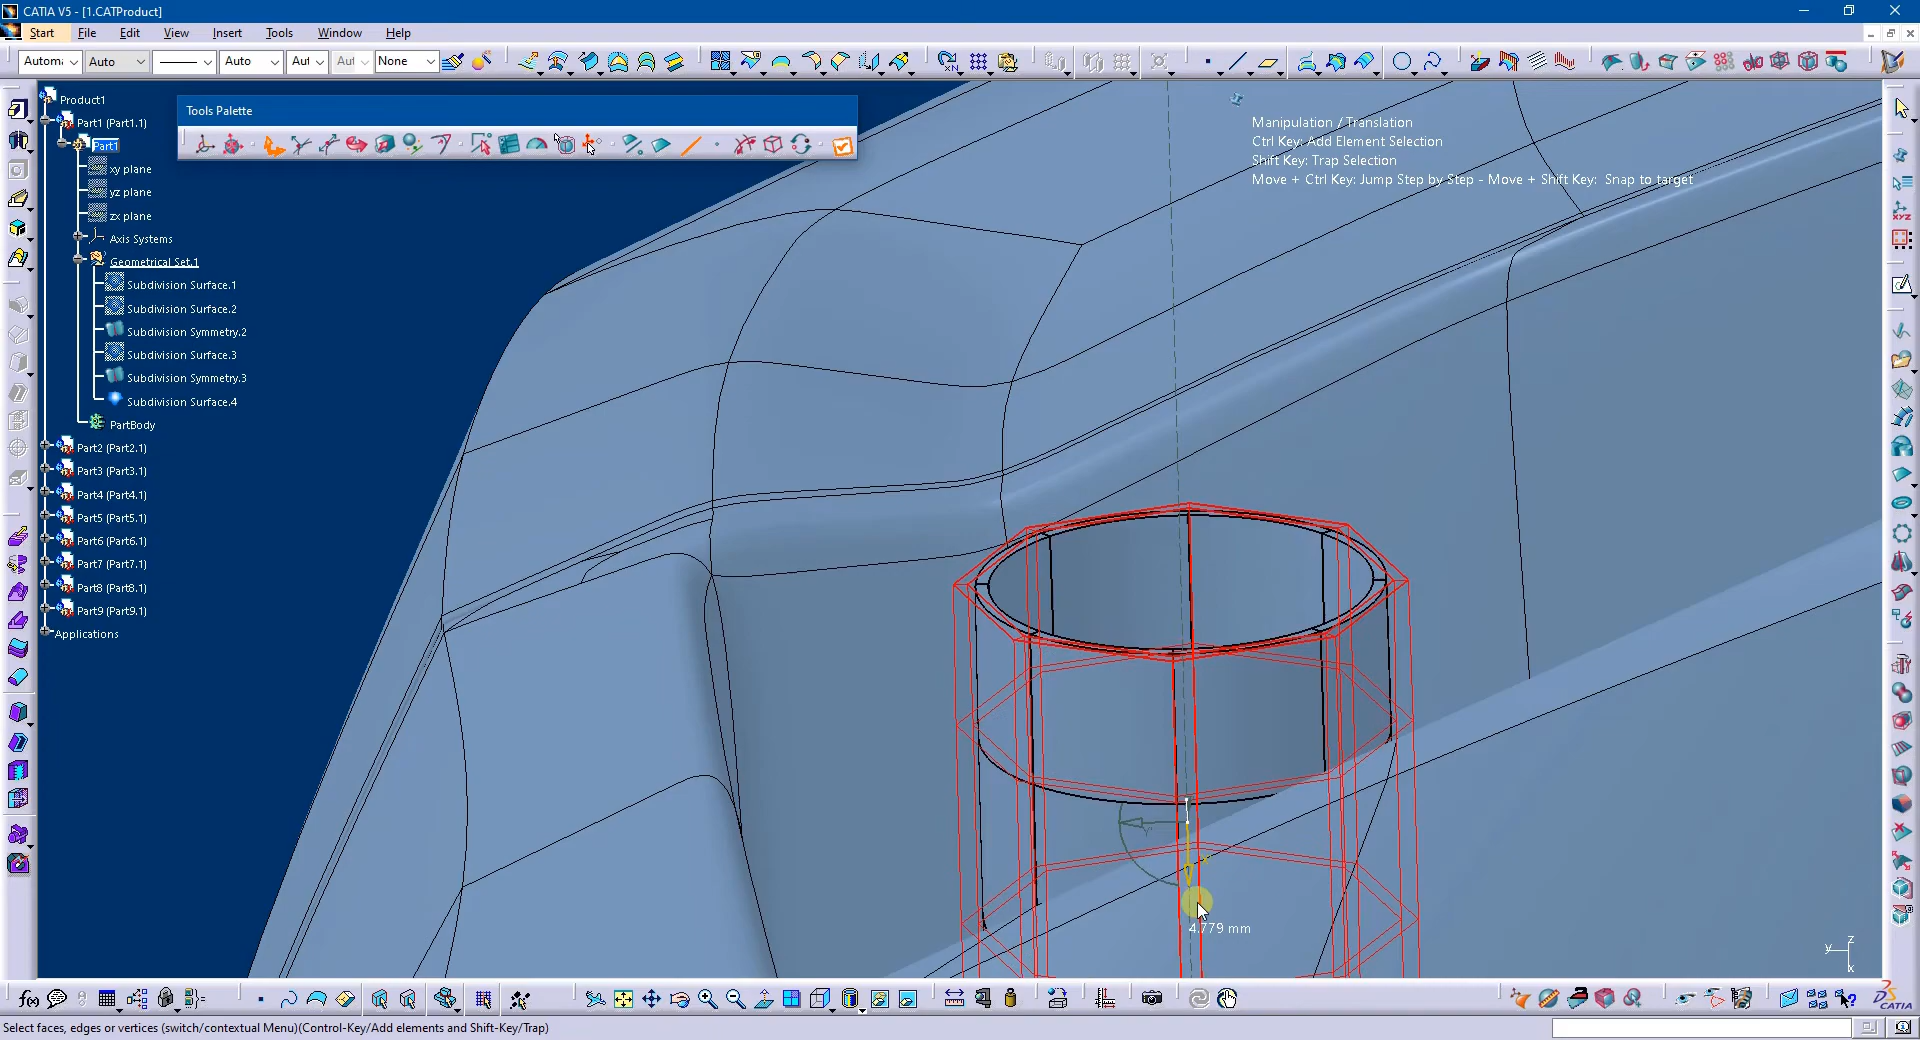 CATIA V5 - [1.CATProduct]
Start File Edit View Insert Tools Window Help
Auto Auto Auto None
Product1
Part1 (Part1.1)
Part1
xy plane
yz plane
zx plane
Axis Systems
Geometrical Set.1
Subdivision Surface.1
Subdivision Surface.2
Subdivision Symmetry.2
Subdivision Surface.3
Subdivision Symmetry.3
Subdivision Surface.4
PartBody
Part2 (Part2.1)
Part3 (Part3.1)
Part4 (Part4.1)
Part5 (Part5.1)
Part6 (Part6.1)
Part7 (Part7.1)
Part8 (Part8.1)
Part9 (Part9.1)
Applications
Tools Palette
Manipulation / Translation
Ctrl Key: Add Element Selection
Shift Key: Trap Selection
Move + Ctrl Key: Jump Step by Step - Move + Shift Key: Snap to target
4.779 mm
y z x
CATIA
Select faces, edges or vertices (switch/contextual Menu)(Control-Key/Add elements and Shift-Key/Trap)